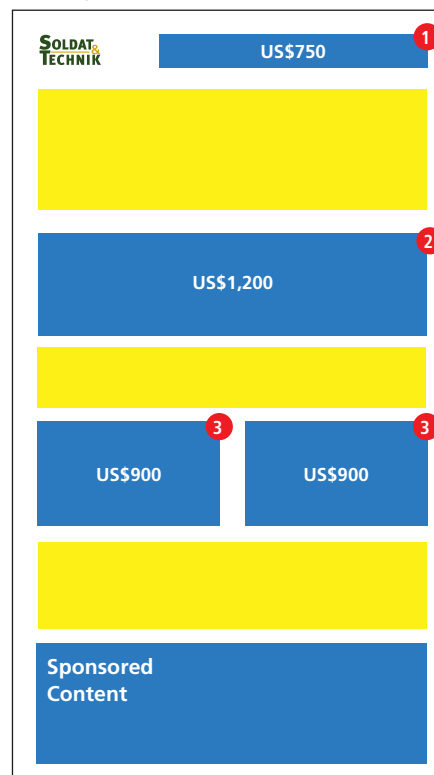 SOLDAT&
TECHNIK
US$750
1
US$1,200
2
US$900
3
US$900
3
Sponsored
Content